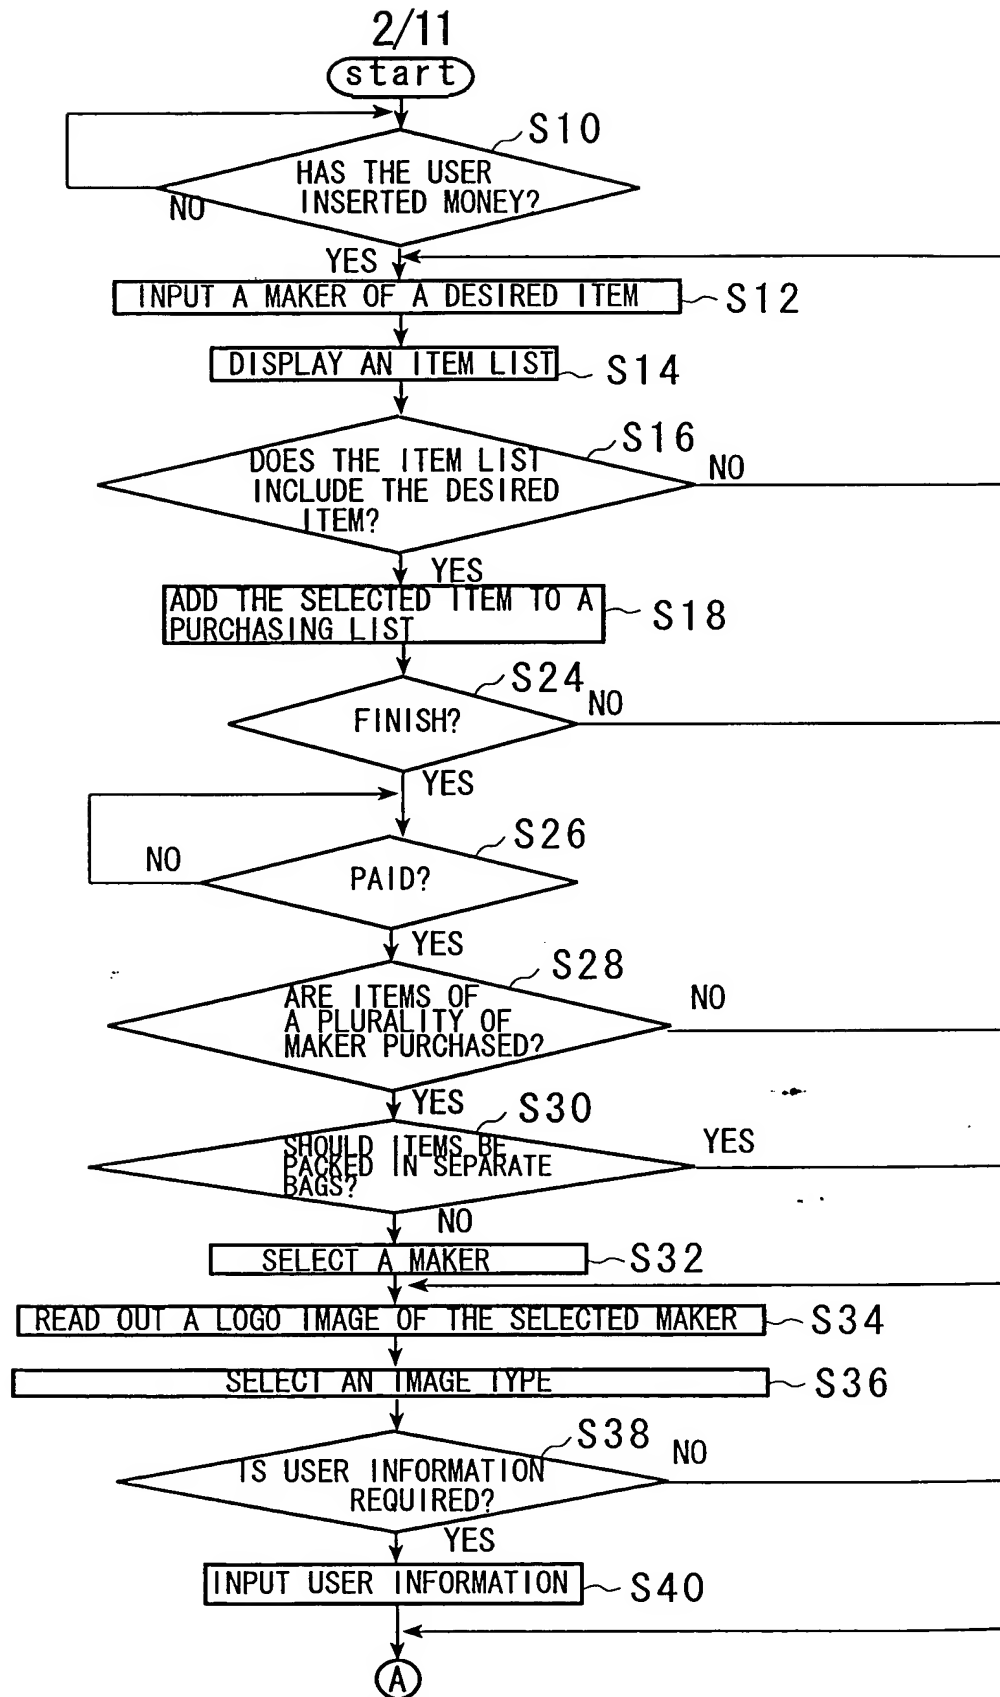 2/11
start
S10
HAS THE USER
INSERTED MONEY?
NO
YES
INPUT A MAKER OF A DESIRED ITEM
S12
DISPLAY AN ITEM LIST
S14
S16
DOES THE ITEM LIST
INCLUDE THE DESIRED
ITEM?
NO
YES
ADD THE SELECTED ITEM TO A
PURCHASING LIST
S18
S24
FINISH?
NO
YES
S26
PAID?
NO
YES
S28
ARE ITEMS OF
A PLURALITY OF
MAKER PURCHASED?
NO
YES
S30
SHOULD ITEMS BE
PACKED IN SEPARATE
BAGS?
YES
NO
SELECT A MAKER
S32
READ OUT A LOGO IMAGE OF THE SELECTED MAKER
S34
SELECT AN IMAGE TYPE
S36
S38
IS USER INFORMATION
REQUIRED?
NO
YES
INPUT USER INFORMATION
S40
A